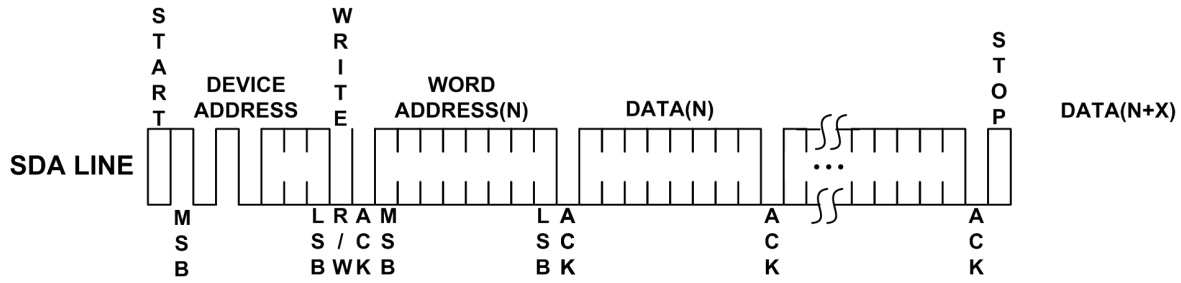 START
WRITE
STOP
DEVICE
ADDRESS
WORD
ADDRESS(N)
DATA(N)
DATA(N+X)
SDA LINE
...
MSB
LSB
R/W
ACK
MSB
LSB
ACK
ACK
ACK